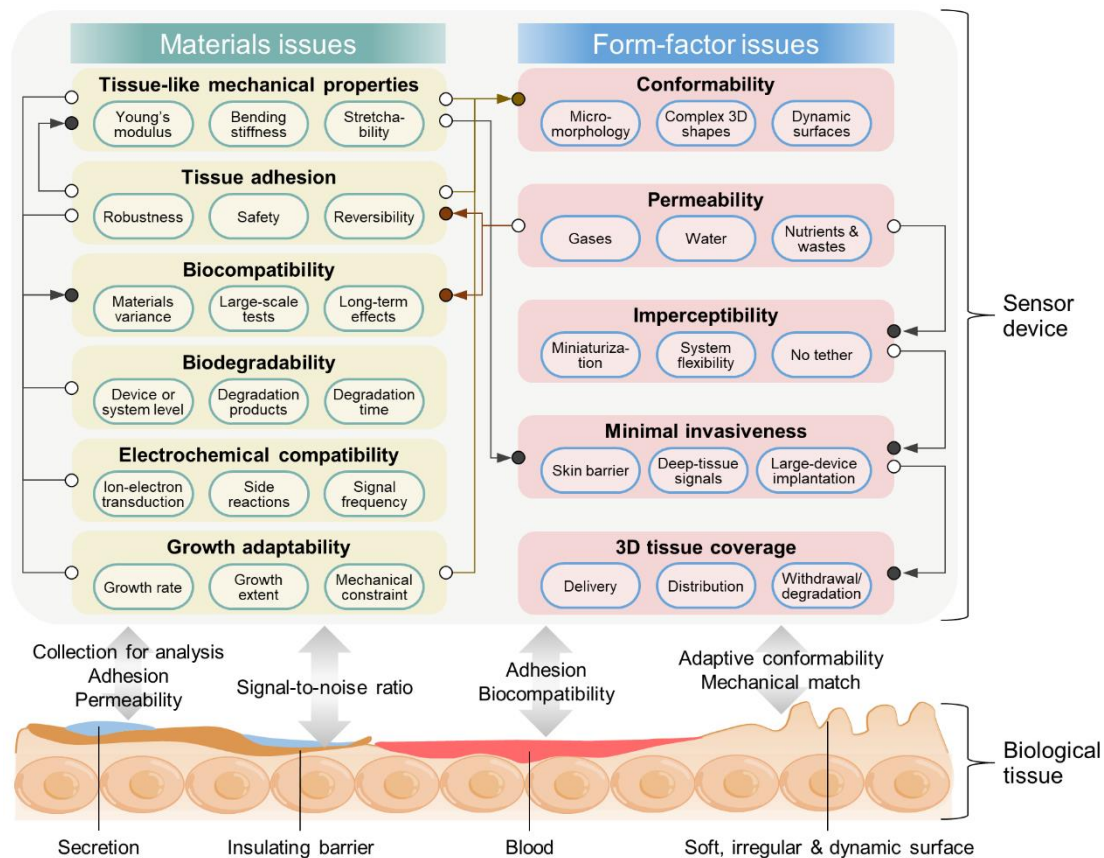 Materials issues
Tissue-like mechanical properties
Young's
modulus
Bending
stiffness
Stretcha-
bility
Tissue adhesion
Robustness
Safety
Reversibility
Biocompatibility
Materials
variance
Large-scale
tests
Long-term
effects
Biodegradability
Device or
system level
Degradation
products
Degradation
time
Electrochemical compatibility
Ion-electron
transduction
Side
reactions
Signal
frequency
Growth adaptability
Growth rate
Growth
extent
Mechanical
constraint
Form-factor issues
Conformability
Micro-
morphology
Complex 3D
shapes
Dynamic
surfaces
Permeability
Gases
Water
Nutrients &
wastes
Imperceptibility
Miniaturiza-
tion
System
flexibility
No tether
Minimal invasiveness
Skin barrier
Deep-tissue
signals
Large-device
implantation
3D tissue coverage
Delivery
Distribution
Withdrawal/
degradation
Sensor
device
Collection for analysis
Adhesion
Permeability
Signal-to-noise ratio
Adhesion
Biocompatibility
Adaptive conformability
Mechanical match
Biological
tissue
Secretion
Insulating barrier
Blood
Soft, irregular & dynamic surface